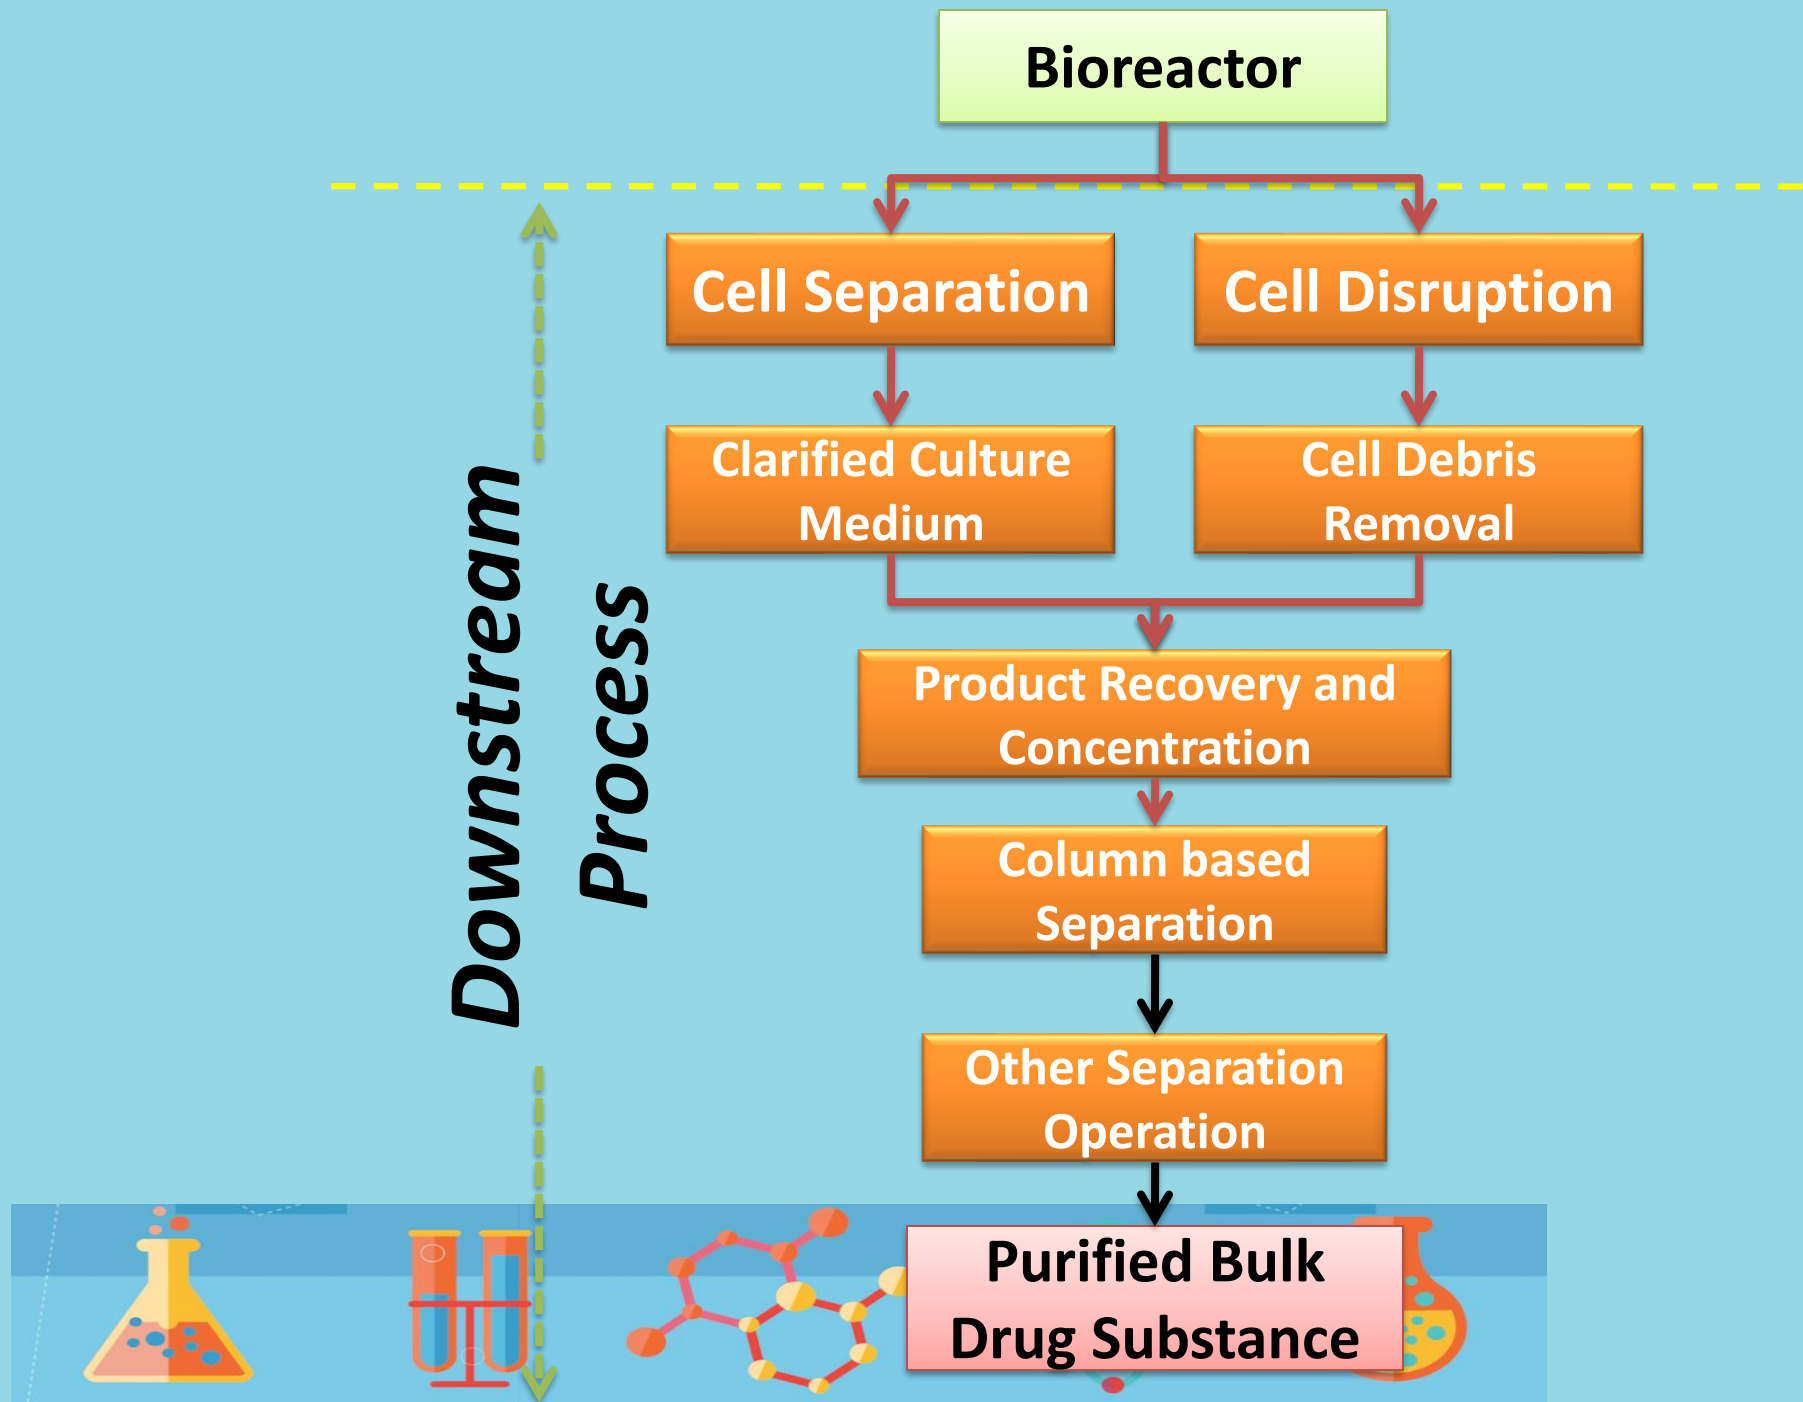 Bioreactor
Cell Separation
Cell Disruption
Clarified Culture
Medium
Cell Debris
Removal
Downstream
Process
Product Recovery and
Concentration
Column based
Separation
Other Separation
Operation
Purified Bulk
Drug Substance